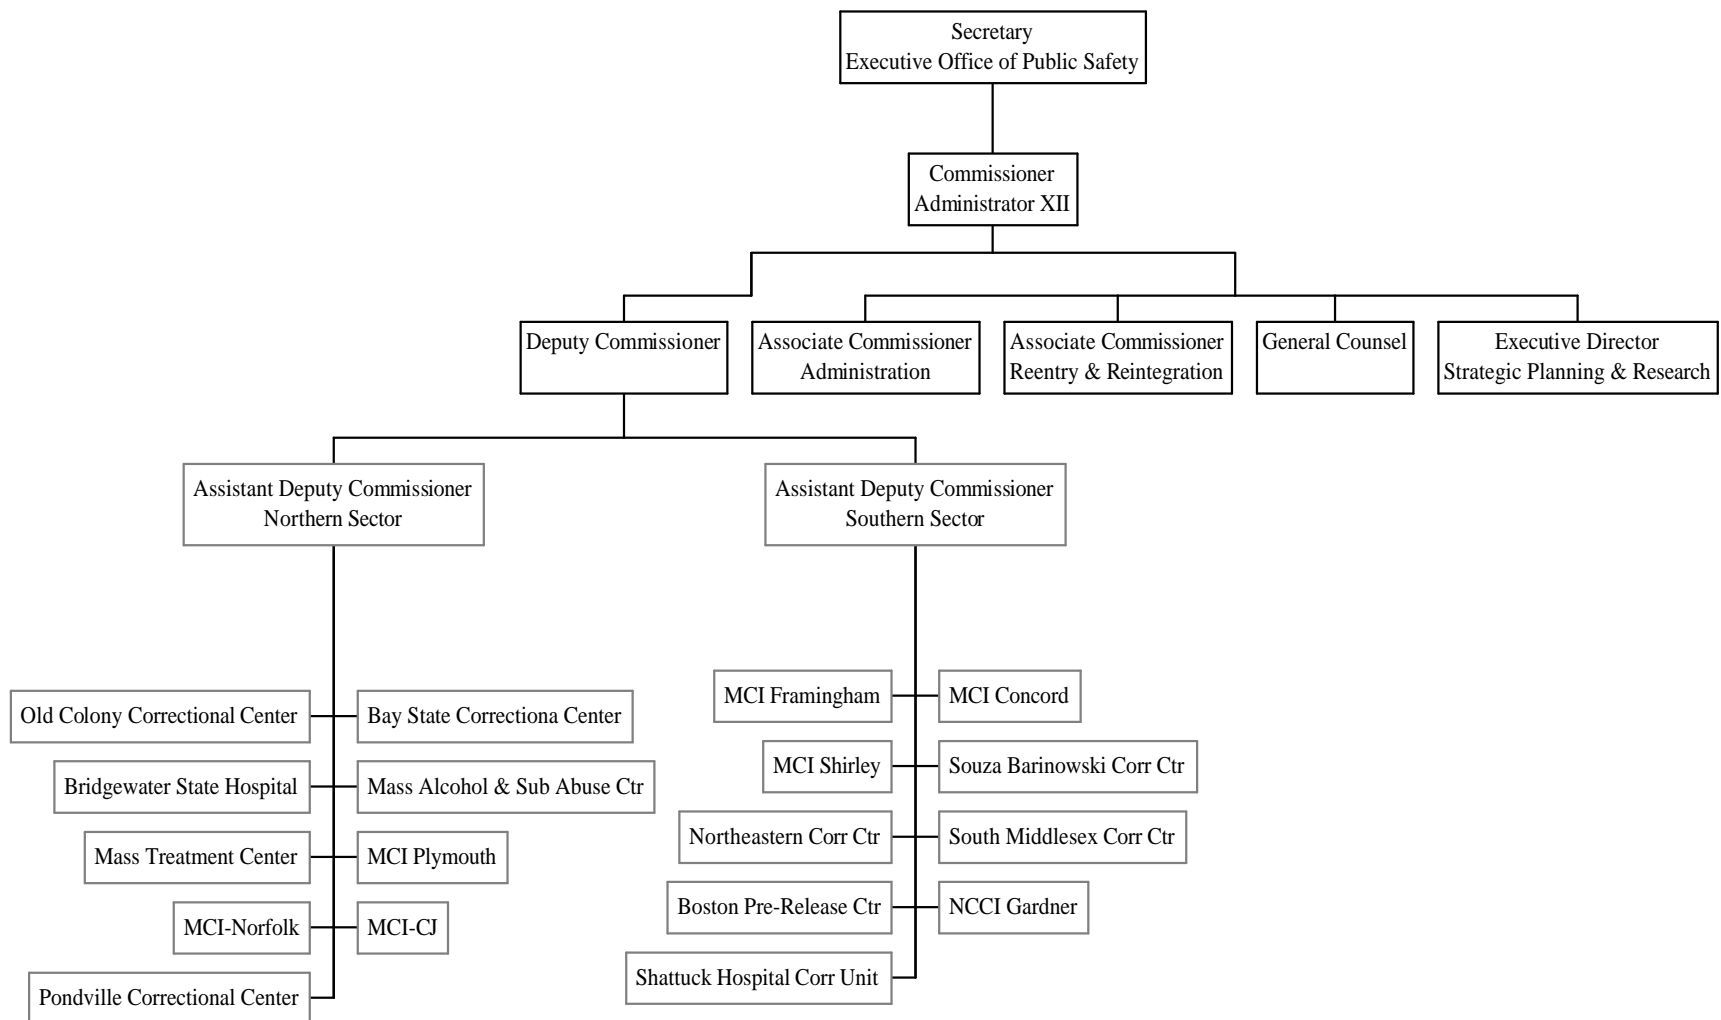 Secretary
Executive Office of Public Safety
Commissioner
Administrator XII
Deputy Commissioner
Associate Commissioner
Administration
Associate Commissioner
Reentry & Reintegration
General Counsel
Executive Director
Strategic Planning & Research
Assistant Deputy Commissioner
Northern Sector
Assistant Deputy Commissioner
Southern Sector
Old Colony Correctional Center
Bay State Correctiona Center
Bridgewater State Hospital
Mass Alcohol & Sub Abuse Ctr
Mass Treatment Center
MCI Plymouth
MCI-Norfolk
MCI-CJ
Pondville Correctional Center
MCI Framingham
MCI Concord
MCI Shirley
Souza Barinowski Corr Ctr
Northeastern Corr Ctr
South Middlesex Corr Ctr
Boston Pre-Release Ctr
NCCI Gardner
Shattuck Hospital Corr Unit